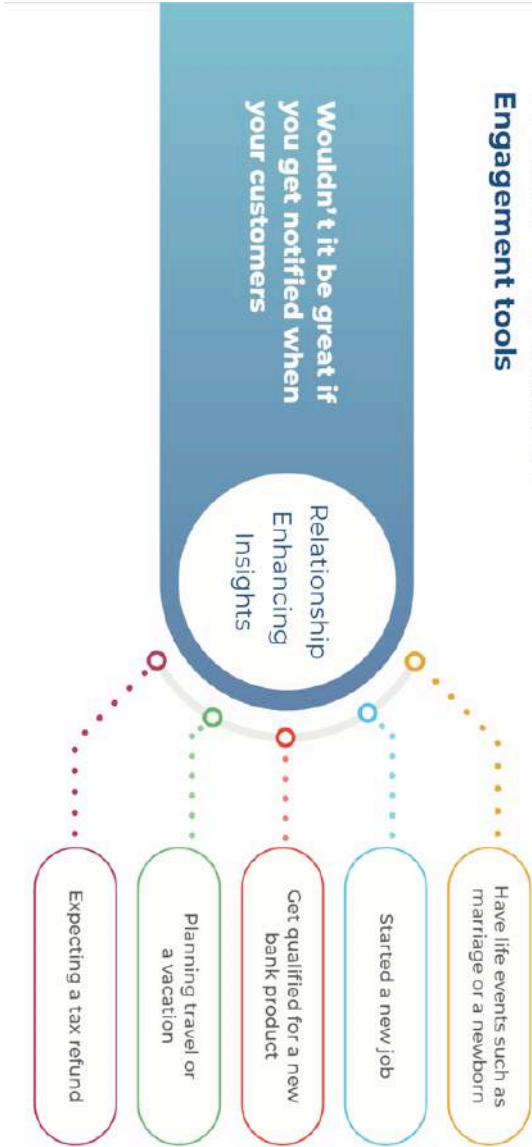 Engagement tools
Wouldn't it be great if
you get notified when
your customers
Relationship
Enhancing
Insights
Have life events such as
marriage or a newborn
Started a new job
Get qualified for a new
bank product
Planning travel or
a vacation
Expecting a tax refund